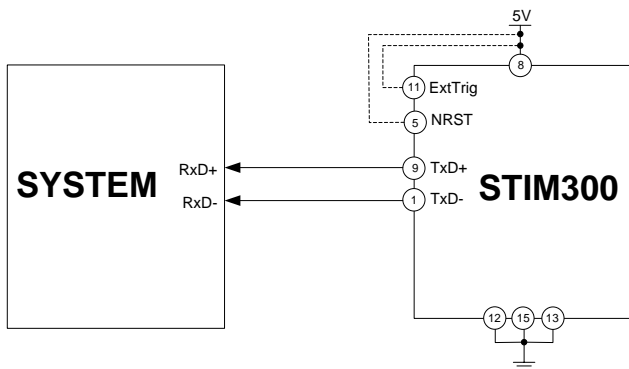 5V
8
11 ExtTrig
5 NRST
RxD+ 9 TxD+
SYSTEM STIM300
RxD- 1 TxD-
12 15 13